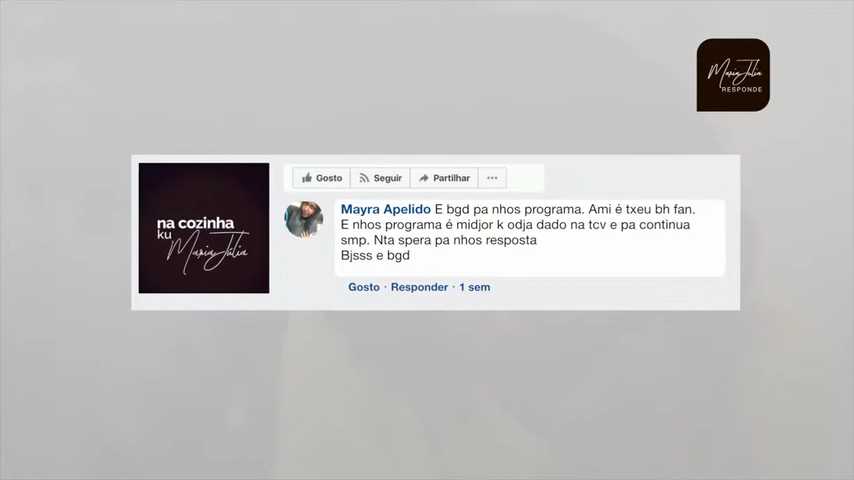 Maria Júlia
RESPONDE
na cozinha
ku
Maria Júlia
Gosto Seguir Partilhar
Mayra Apelido E bgd pa nhos programa. Ami é txeu bh fan.
E nhos programa é midjor k odja dado na tcv e pa continua
smp. Nta spera pa nhos resposta
Bjsss e bgd
Gosto · Responder · 1 sem